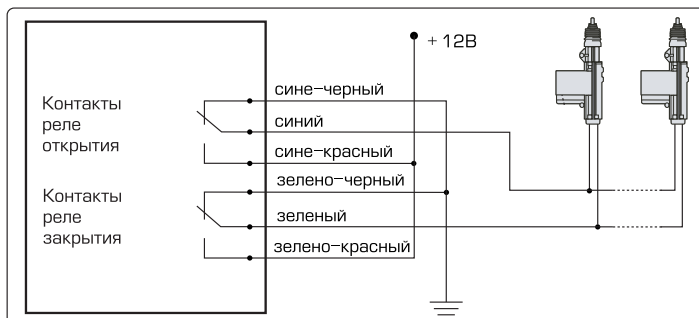 + 12В
Контакты
реле
открытия
сине-черный
синий
сине-красный
Контакты
реле
закрытия
зелено-черный
зеленый
зелено-красный